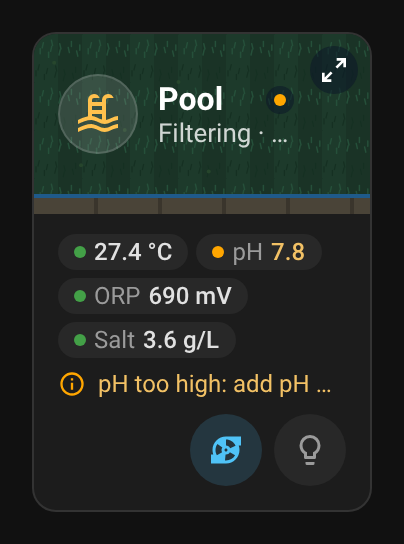 Pool
Filtering · ...
27.4 °C
pH 7.8
ORP 690 mV
Salt 3.6 g/L
pH too high: add pH ...